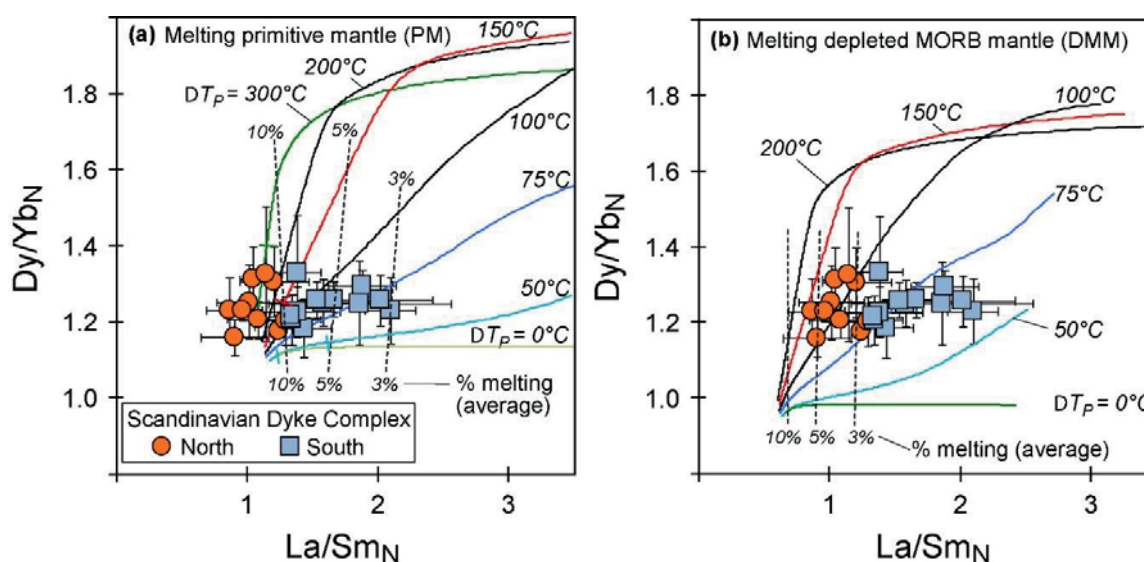 (a) Melting primitive mantle (PM)
150°C
200°C
DTP = 300°C
10%
5%
100°C
3%
75°C
50°C
DTP = 0°C
10%
5%
3%
% melting
(average)
Scandinavian Dyke Complex
North
South
Dy/YbN
1.8
1.6
1.4
1.2
1.0
1
2
3
La/SmN
(b) Melting depleted MORB mantle (DMM)
100°C
150°C
200°C
75°C
50°C
DTP = 0°C
10%
5%
3%
% melting (average)
Dy/YbN
1.8
1.6
1.4
1.2
1.0
1
2
3
La/SmN